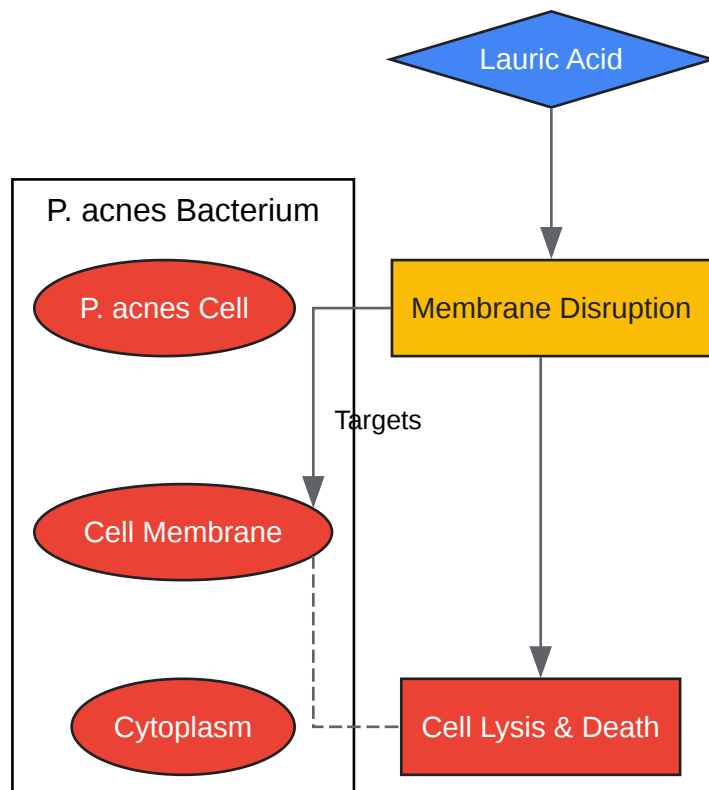 Lauric Acid
P. acnes Bacterium
P. acnes Cell
Membrane Disruption
Targets
Cell Membrane
Cytoplasm
Cell Lysis & Death